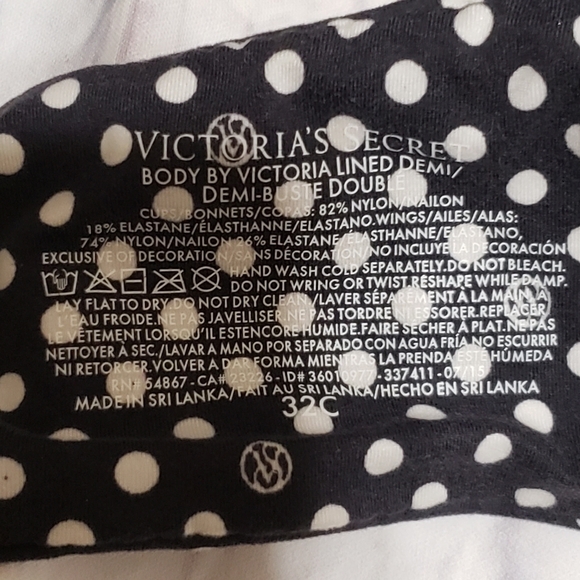 VICTORIA'S SECRET
BODY BY VICTORIA LINED DEMI/
DEMI-BUSTE DOUBLÉ
CUPS/BONNETS/COPAS: 82% NYLON/NAILON
18% ELASTANE/ÉLASTHANNE/ELASTANO.WINGS/AILES/ALAS:
74% NYLON/NAILON 26% ELASTANE/ÉLASTHANNE/ELASTANO,
EXCLUSIVE OF DECORATION/SANS DÉCORATION/NO INCLUYE LA DECORACIÓN
HAND WASH COLD SEPARATELY.DO NOT BLEACH.
DO NOT WRING OR TWIST.RESHAPE WHILE DAMP.
LAY FLAT TO DRY.DO NOT DRY CLEAN./LAVER SÉPARÉMENT À LA MAIN, À
L'EAU FROIDE.NE PAS JAVELLISER.NE PAS TORDRE NI ESSORER.REPLACER
LE VÊTEMENT LORSQU'IL EST ENCORE HUMIDE.FAIRE SÉCHER À PLAT.NE PAS
NETTOYER À SEC./LAVAR A MANO POR SEPARADO CON AGUA FRÍA NO ESCURRIR
NI RETORCER.VOLVER A DAR FORMA MIENTRAS LA PRENDA ESTÉ HÚMEDA
RN# 54867 - CA# 23226 - ID# 36010977 - 337411 - 07/15
MADE IN SRI LANKA/FAIT AU SRI LANKA/HECHO EN SRI LANKA
32C